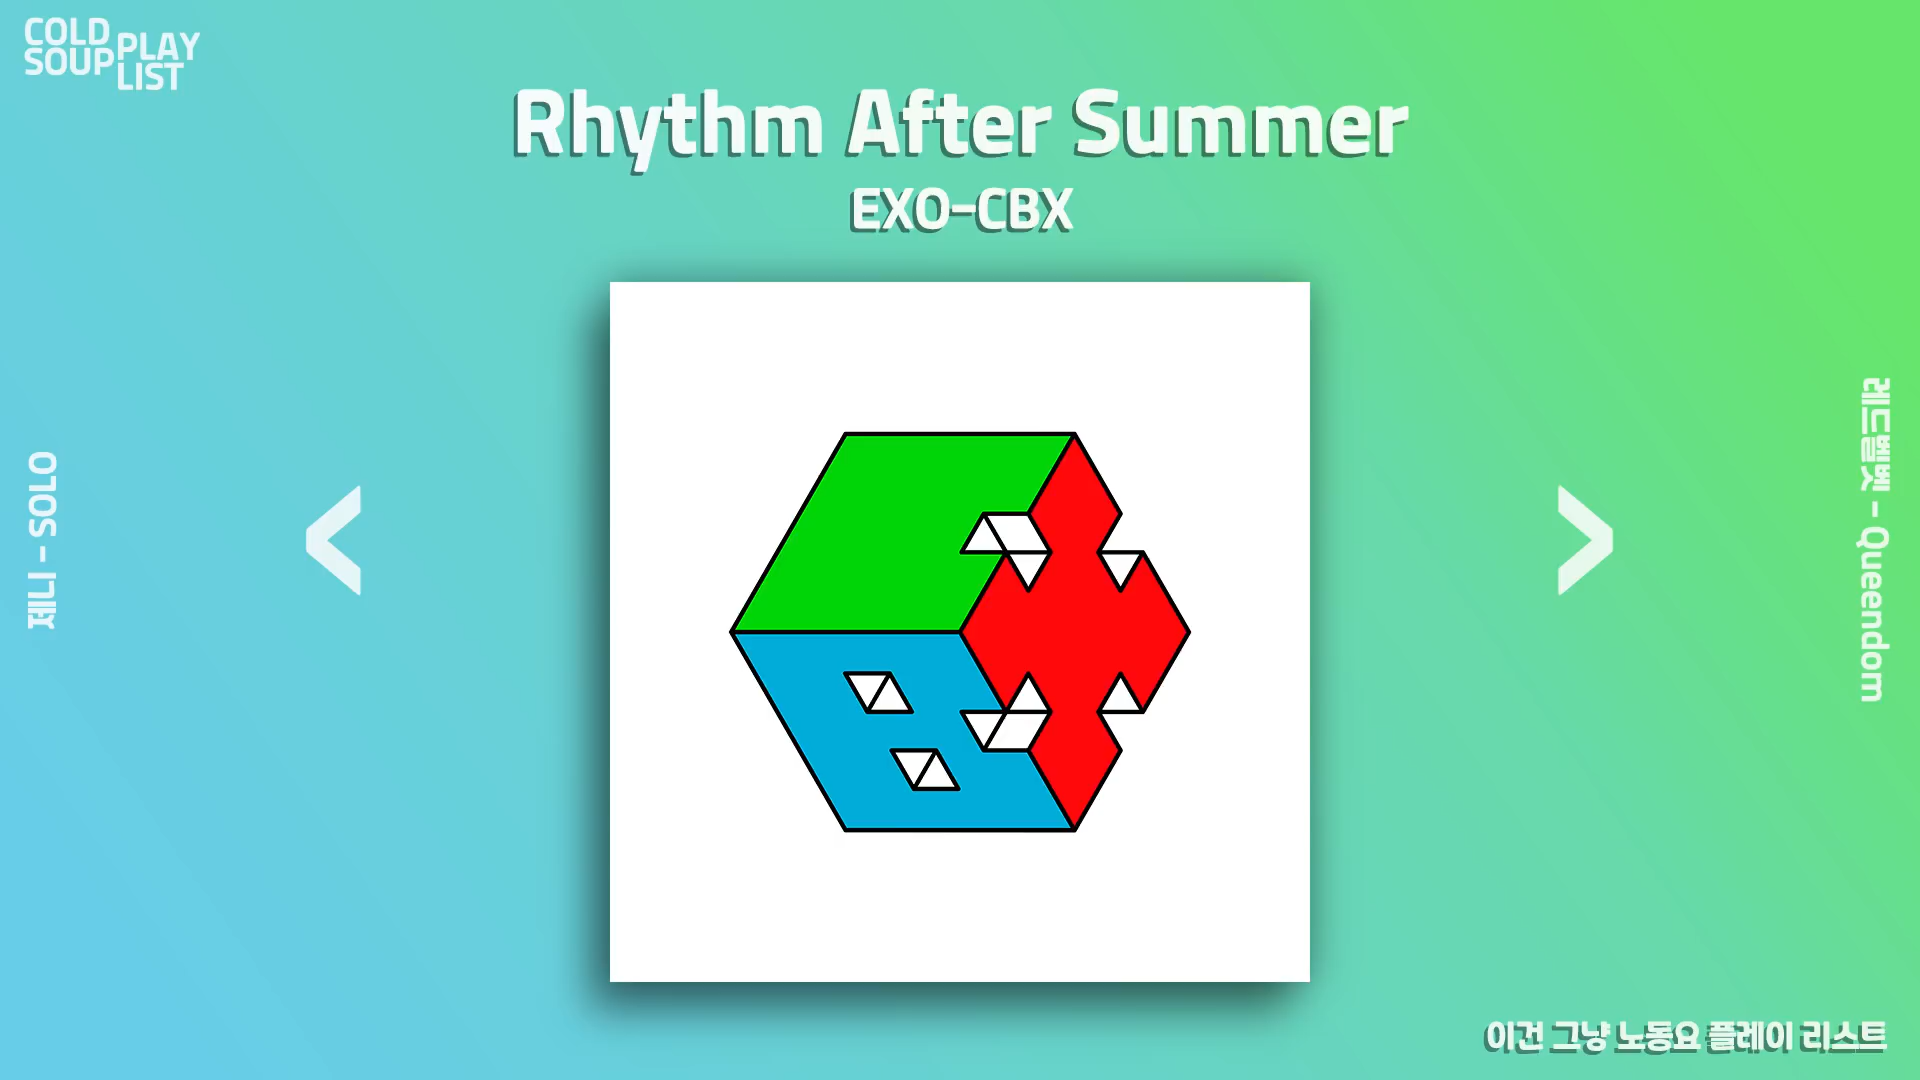 COLD
SOUP
PLAY
LIST
Rhythm After Summer
EXO-CBX
제니 - SOLO
레드벨벳 - Queendom
이건 그냥 노동요 플레이 리스트